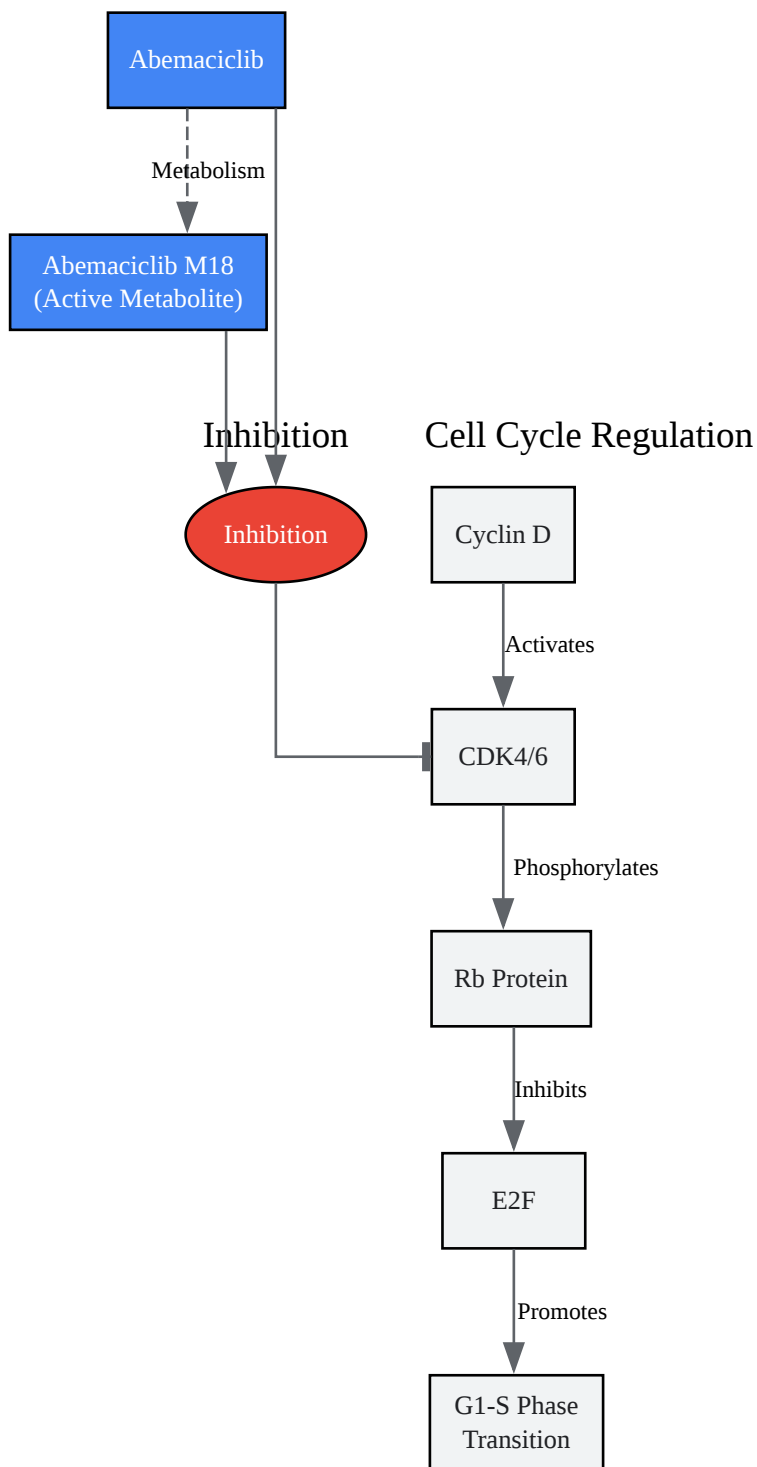 Abemaciclib
Metabolism
Abemaciclib M18
(Active Metabolite)
Inhibition
Cell Cycle Regulation
Inhibition
Cyclin D
Activates
CDK4/6
Phosphorylates
Rb Protein
Inhibits
E2F
Promotes
G1-S Phase
Transition